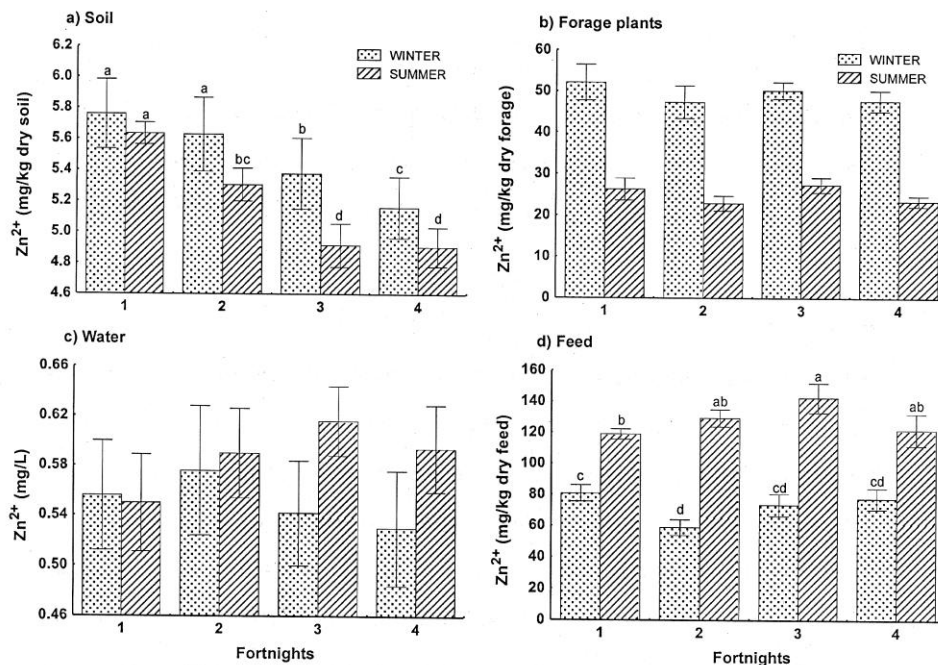 a) Soil
Zn2+ (mg/kg dry soil)
6.2
6.0
5.8
5.6
5.4
5.2
5.0
4.8
4.6
WINTER
SUMMER
a
a
a
bc
b
d
c
d
1 2 3 4
b) Forage plants
Zn2+ (mg/kg dry forage)
60
50
40
30
20
10
0
WINTER
SUMMER
1 2 3 4
c) Water
Zn2+ (mg/L)
0.66
0.62
0.58
0.54
0.50
0.46
1 2 3 4
Fortnights
d) Feed
Zn2+ (mg/kg dry feed)
160
140
120
100
80
60
40
20
0
c
b
d
ab
cd
a
cd
ab
1 2 3 4
Fortnights